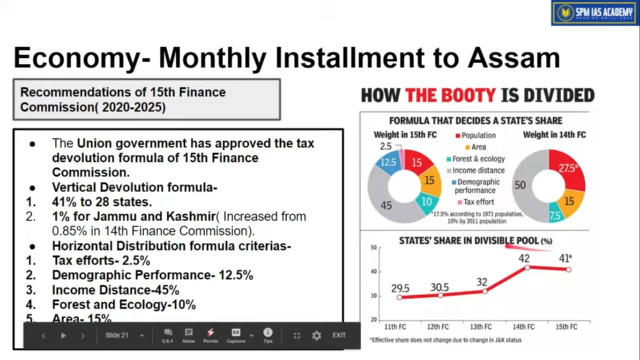 SPM IAS ACADEMY
Economy- Monthly Installment to Assam
Recommendations of 15th Finance
Commission( 2020-2025)
● The Union government has approved the tax
devolution formula of 15th Finance
Commission.
● Vertical Devolution formula-
1. 41% to 28 states.
2. 1% for Jammu and Kashmir( Increased from
0.85% in 14th Finance Commission).
● Horizontal Distribution formula criterias-
1. Tax efforts- 2.5%
2. Demographic Performance- 12.5%
3. Income Distance-45%
4. Forest and Ecology-10%
5. Area- 15%
HOW THE BOOTY IS DIVIDED
FORMULA THAT DECIDES A STATE'S SHARE
Weight in 15th FC
2.5
12.5
15
15
10
45
Population
Area
Forest & ecology
Income distance
Demographic
performance
Tax effort
Weight in 14th FC
27.5*
50
15
7.5
*17.5% according to 1971 population,
10% by 2011 population
STATES' SHARE IN DIVISIBLE POOL (%)
50
40
30
20
29.5
30.5
32
42
41*
11th FC
12th FC
13th FC
14th FC
15th FC
*Effective share does not change due to change in J&K status
Slide 21
Q & A
Notes
Pointer
Captions
Tips
EXIT